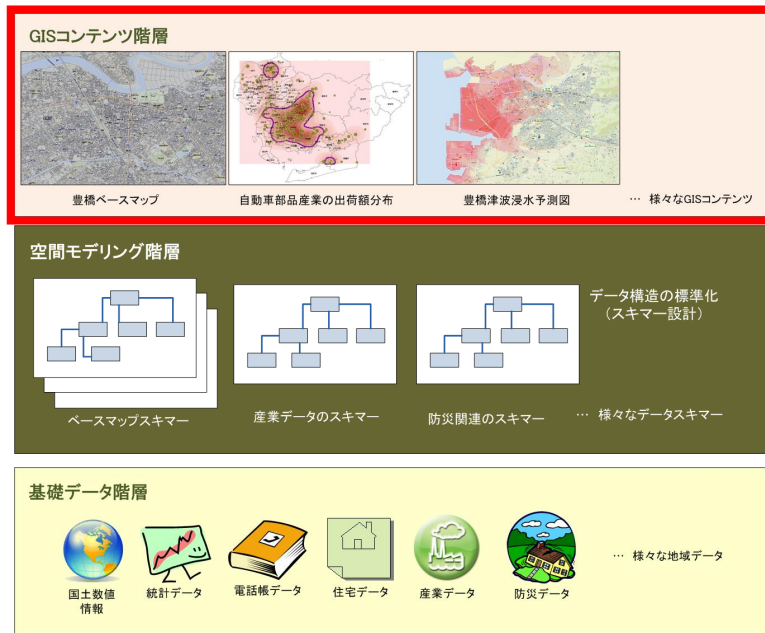 GISコンテンツ階層
豊橋ベースマップ
自動車部品産業の出荷額分布
豊橋津波浸水予測図
… 様々なGISコンテンツ
空間モデリング階層
データ構造の標準化
（スキマー設計）
ベースマップスキマー
産業データのスキマー
防災関連のスキマー
… 様々なデータスキマー
基礎データ階層
国土数値
情報
統計データ
電話帳データ
住宅データ
産業データ
防災データ
… 様々な地域データ